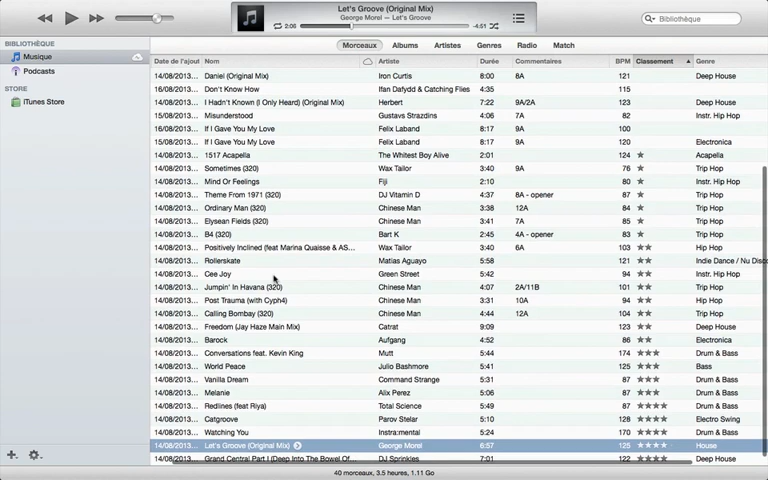 Let's Groove (Original Mix)
George Morel — Let's Groove
2:06 -4:51
Bibliothèque
BIBLIOTHÈQUE
Musique
Podcasts
STORE
iTunes Store
Morceaux Albums Artistes Genres Radio Match
Date de l'ajout Nom Artiste Durée Commentaires BPM Classement Genre
14/08/2013... Daniel (Original Mix) Iron Curtis 8:00 8A 121 Deep House
16/08/2013... Don't Know How Ifan Dafydd & Catching Flies 4:35 115
14/08/2013... I Hadn't Known (I Only Heard) (Original Mix) Herbert 7:22 9A/2A 123 Deep House
15/08/2013... Misunderstood Gustavs Strazdins 4:06 7A 82 Instr. Hip Hop
16/08/2013... If I Gave You My Love Felix Laband 8:17 9A 100
15/08/2013... If I Gave You My Love Felix Laband 8:17 9A 120 Electronica
14/08/2013... 1517 Acapella The Whitest Boy Alive 2:01 124 ★ Acapella
14/08/2013... Sometimes (320) Wax Tailor 3:40 9A 76 ★ Trip Hop
14/08/2013... Mind Or Feelings Fiji 2:10 80 ★ Instr. Hip Hop
14/08/2013... Theme From 1971 (320) DJ Vitamin D 4:37 8A - opener 87 ★ Trip Hop
14/08/2013... Ordinary Man (320) Chinese Man 3:38 12A 84 ★ Trip Hop
14/08/2013... Elysean Fields (320) Chinese Man 3:41 7A 85 ★ Trip Hop
14/08/2013... B4 (320) Bart K 2:45 4A - opener 83 ★ Trip Hop
14/08/2013... Positively Inclined (feat Marina Quaisse & AS... Wax Tailor 3:40 6A 103 ★★ Hip Hop
14/08/2013... Rollerskate Matias Aguayo 5:58 121 ★★ Indie Dance / Nu Disco
14/08/2013... Cee Joy Green Street 5:42 94 ★★ Instr. Hip Hop
14/08/2013... Jumpin' In Havana (320) Chinese Man 4:37 2A/11B 101 ★★ Trip Hop
14/08/2013... Post Trauma (with Cyph4) Chinese Man 3:31 10A 94 ★★ Hip Hop
14/08/2013... Calling Bombay (320) Chinese Man 4:44 12A 104 ★★ Trip Hop
14/08/2013... Freedom (Jay Haze Main Mix) Catrat 9:09 123 ★★ Deep House
14/08/2013... Barock Aufgang 4:52 86 ★★ Electronica
14/08/2013... Conversations feat. Kevin King Mutt 5:44 174 ★★★ Drum & Bass
14/08/2013... World Peace Julio Bashmore 5:41 125 ★★★ Bass
14/08/2013... Vanilla Dream Command Strange 5:31 87 ★★★ Drum & Bass
14/08/2013... Melanie Alix Perez 5:06 87 ★★★ Drum & Bass
14/08/2013... Redlines (feat Riya) Total Science 5:49 87 ★★★★ Drum & Bass
14/08/2013... Catgroove Parov Stelar 5:10 128 ★★★★ Electro Swing
14/08/2013... Watching You Instra:mental 5:24 170 ★★★★ Drum & Bass
14/08/2013... Let's Groove (Original Mix) George Morel 6:57 125 ★★★★ House
14/08/2013... Grand Central Part I (Deep Into The Bowel Of... DJ Sprinkles 7:01 122 ★★★★ Deep House
40 morceaux, 3.5 heures, 1.11 Go